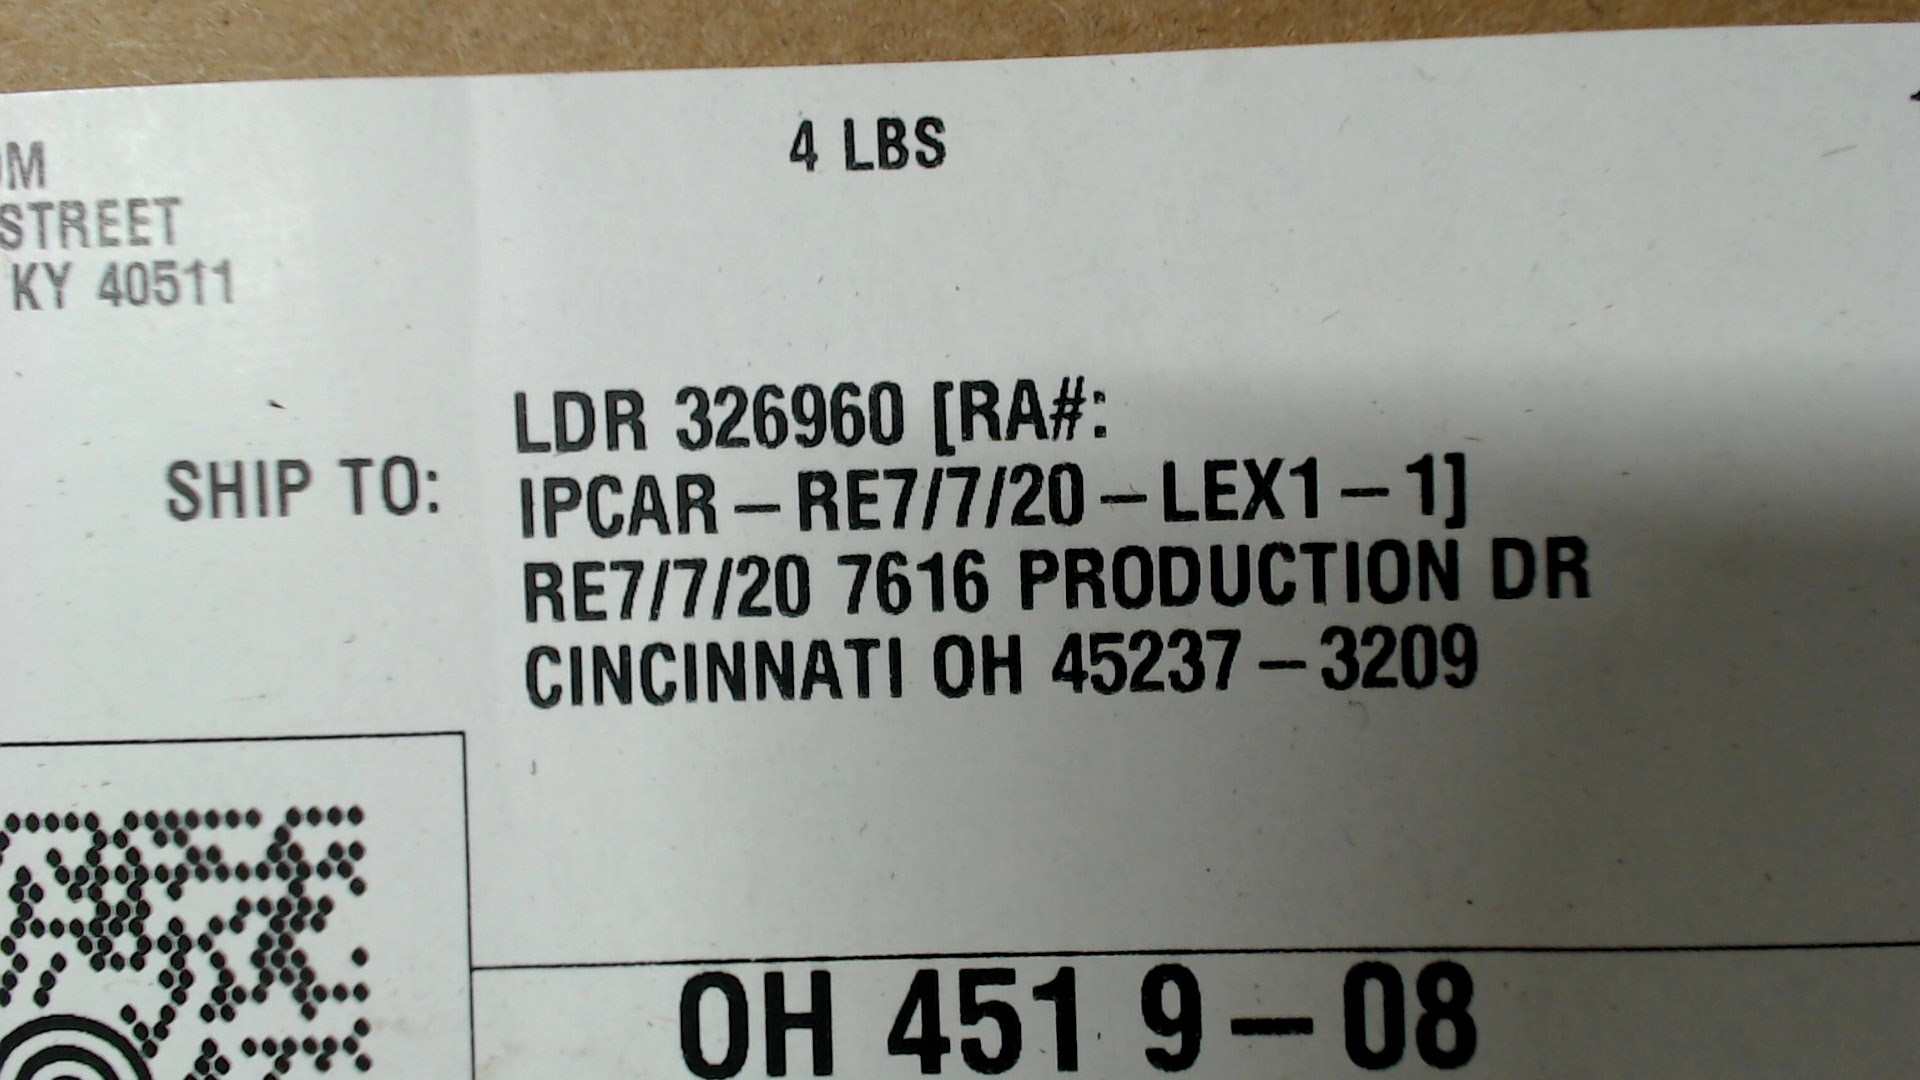 4 LBS
STREET
KY 40511
SHIP TO:
LDR 326960 [RA#:
IPCAR – RE7/7/20 – LEX1 – 1]
RE7/7/20 7616 PRODUCTION DR
CINCINNATI OH 45237 – 3209
OH 451 9 – 08